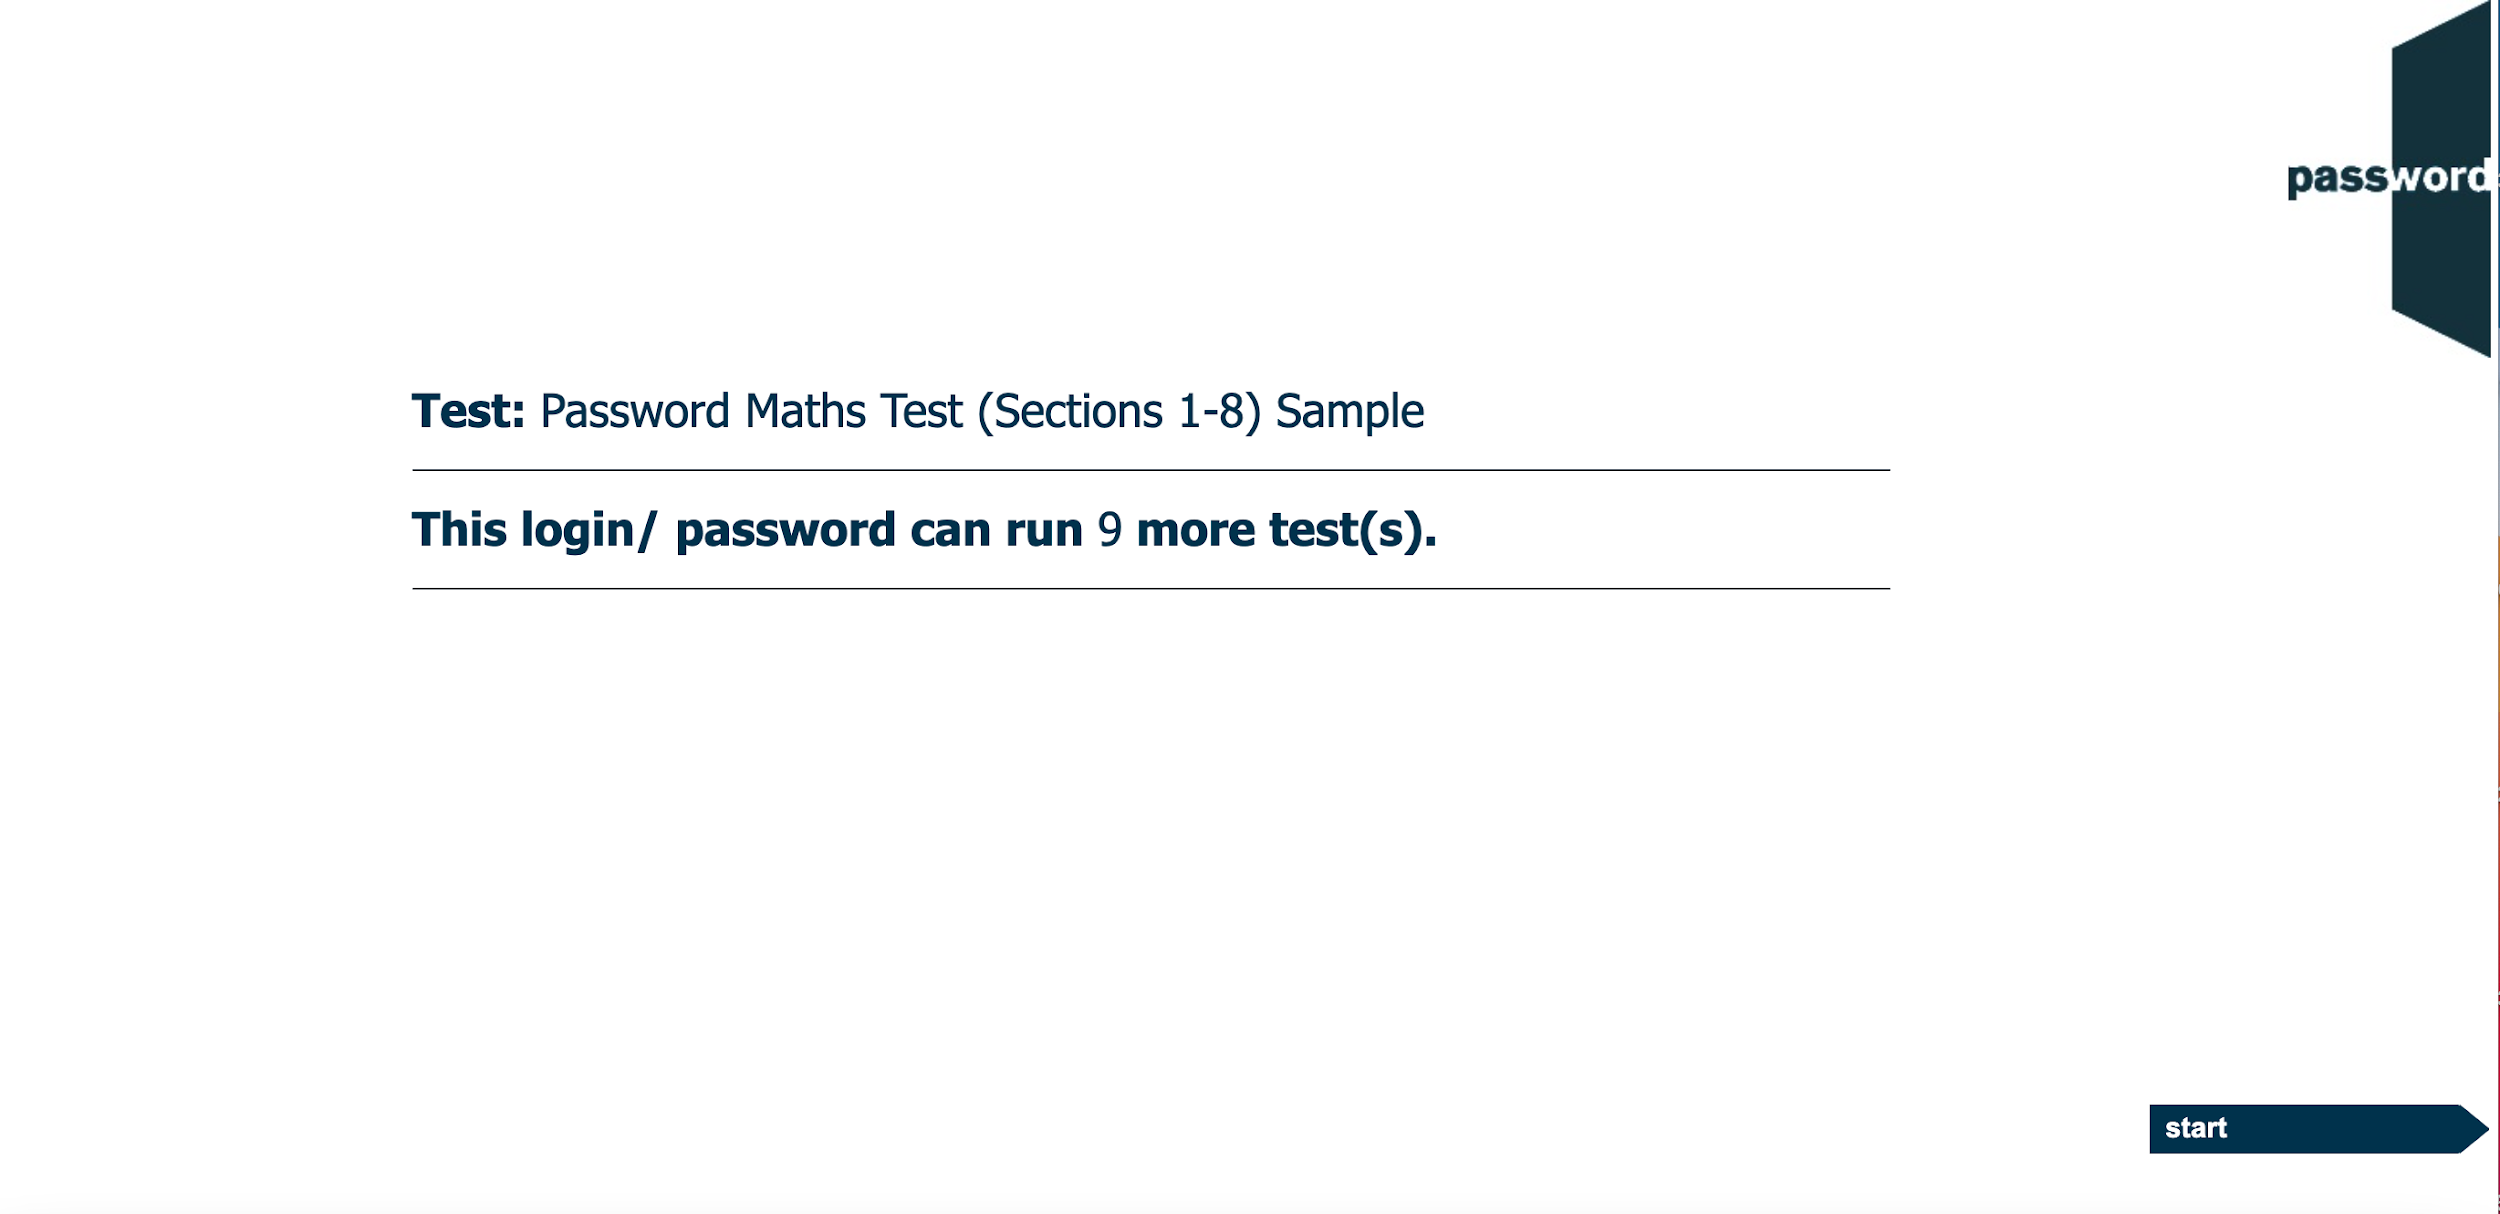 password
Test: Password Maths Test (Sections 1-8) Sample
This login/ password can run 9 more test(s).
start